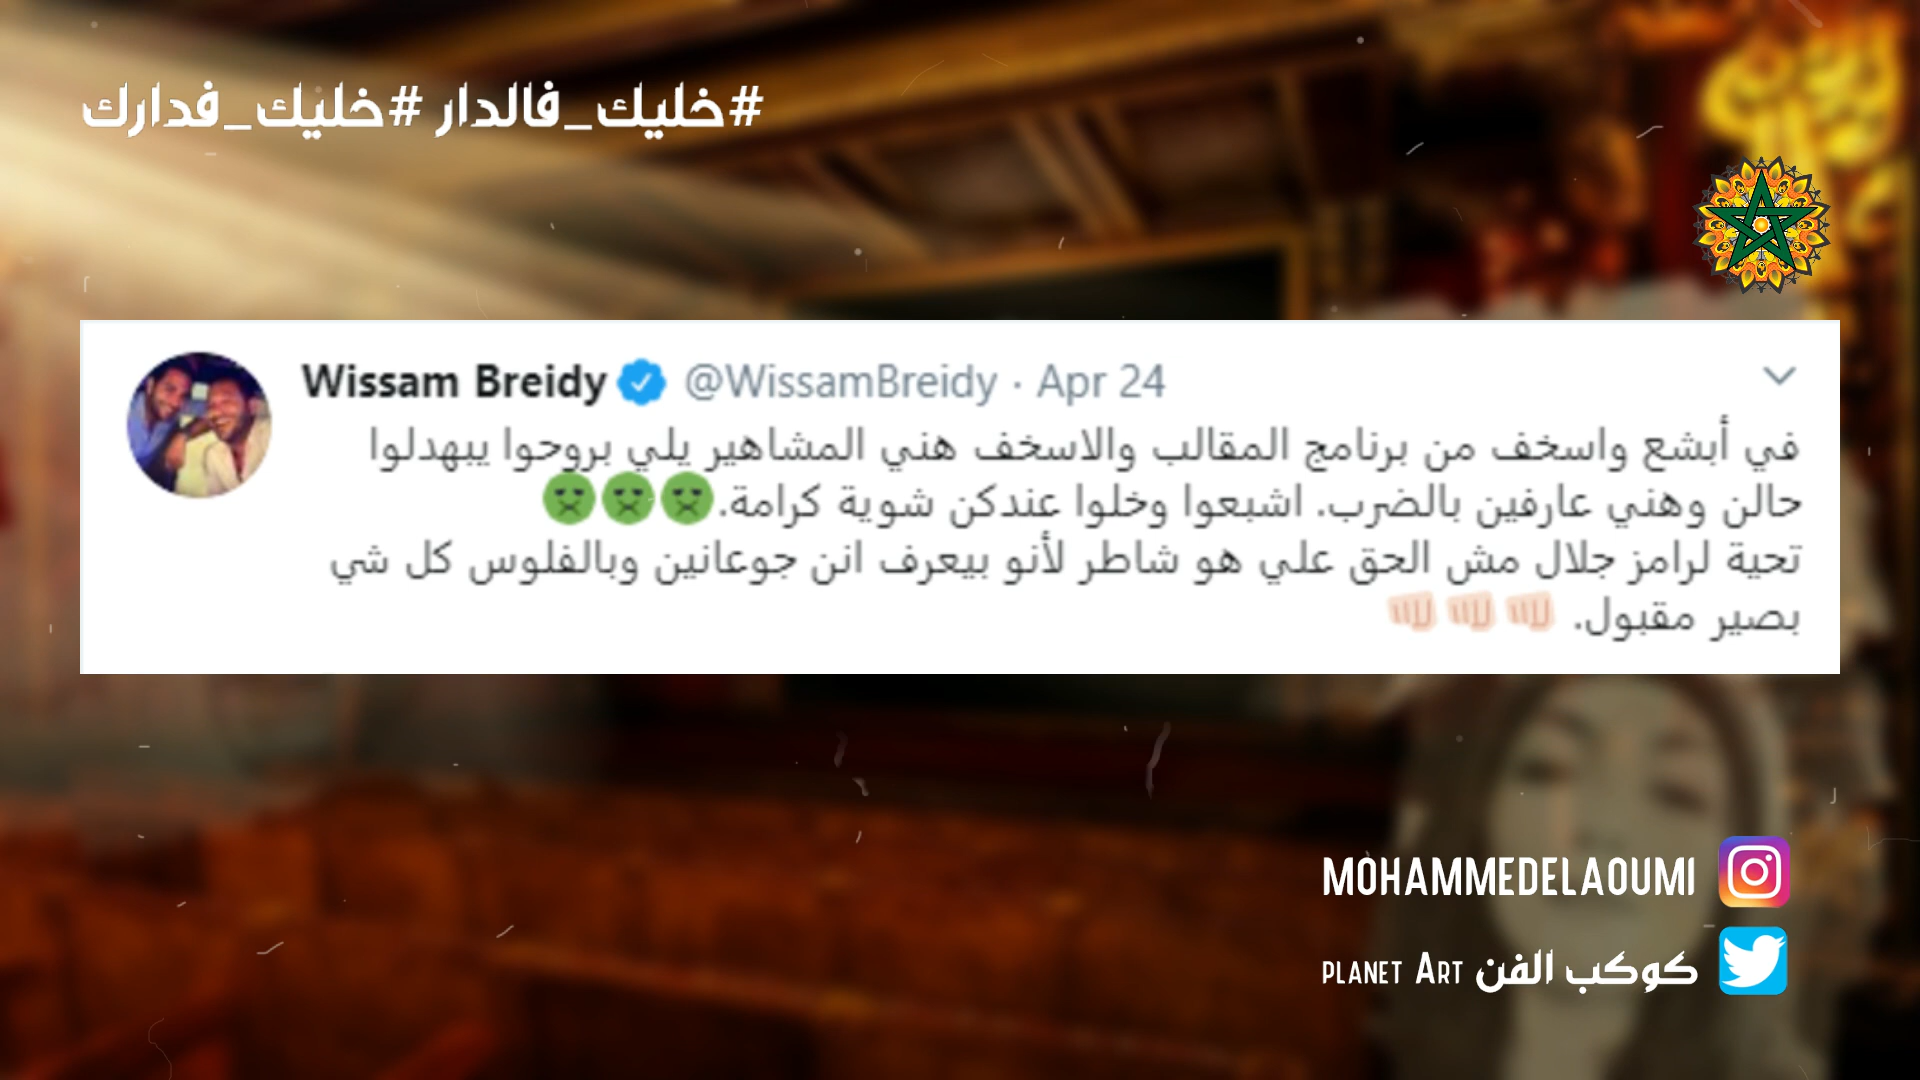 #خليك_فالدار #خليك_فدارك
Wissam Breidy @WissamBreidy · Apr 24
في أبشع واسخف من برنامج المقالب والاسخف هني المشاهير يلي بروحوا يبهدلوا
حالن وهني عارفين بالضرب. اشبعوا وخلوا عندكن شوية كرامة.🤢🤢🤢
تحية لرامز جلال مش الحق علي هو شاطر لأنو بيعرف انن جوعانين وبالفلوس كل شي
بصير مقبول. 👊🏻👊🏻👊🏻
MOHAMMEDELAOUMI
PLANET ART كوكب الفن